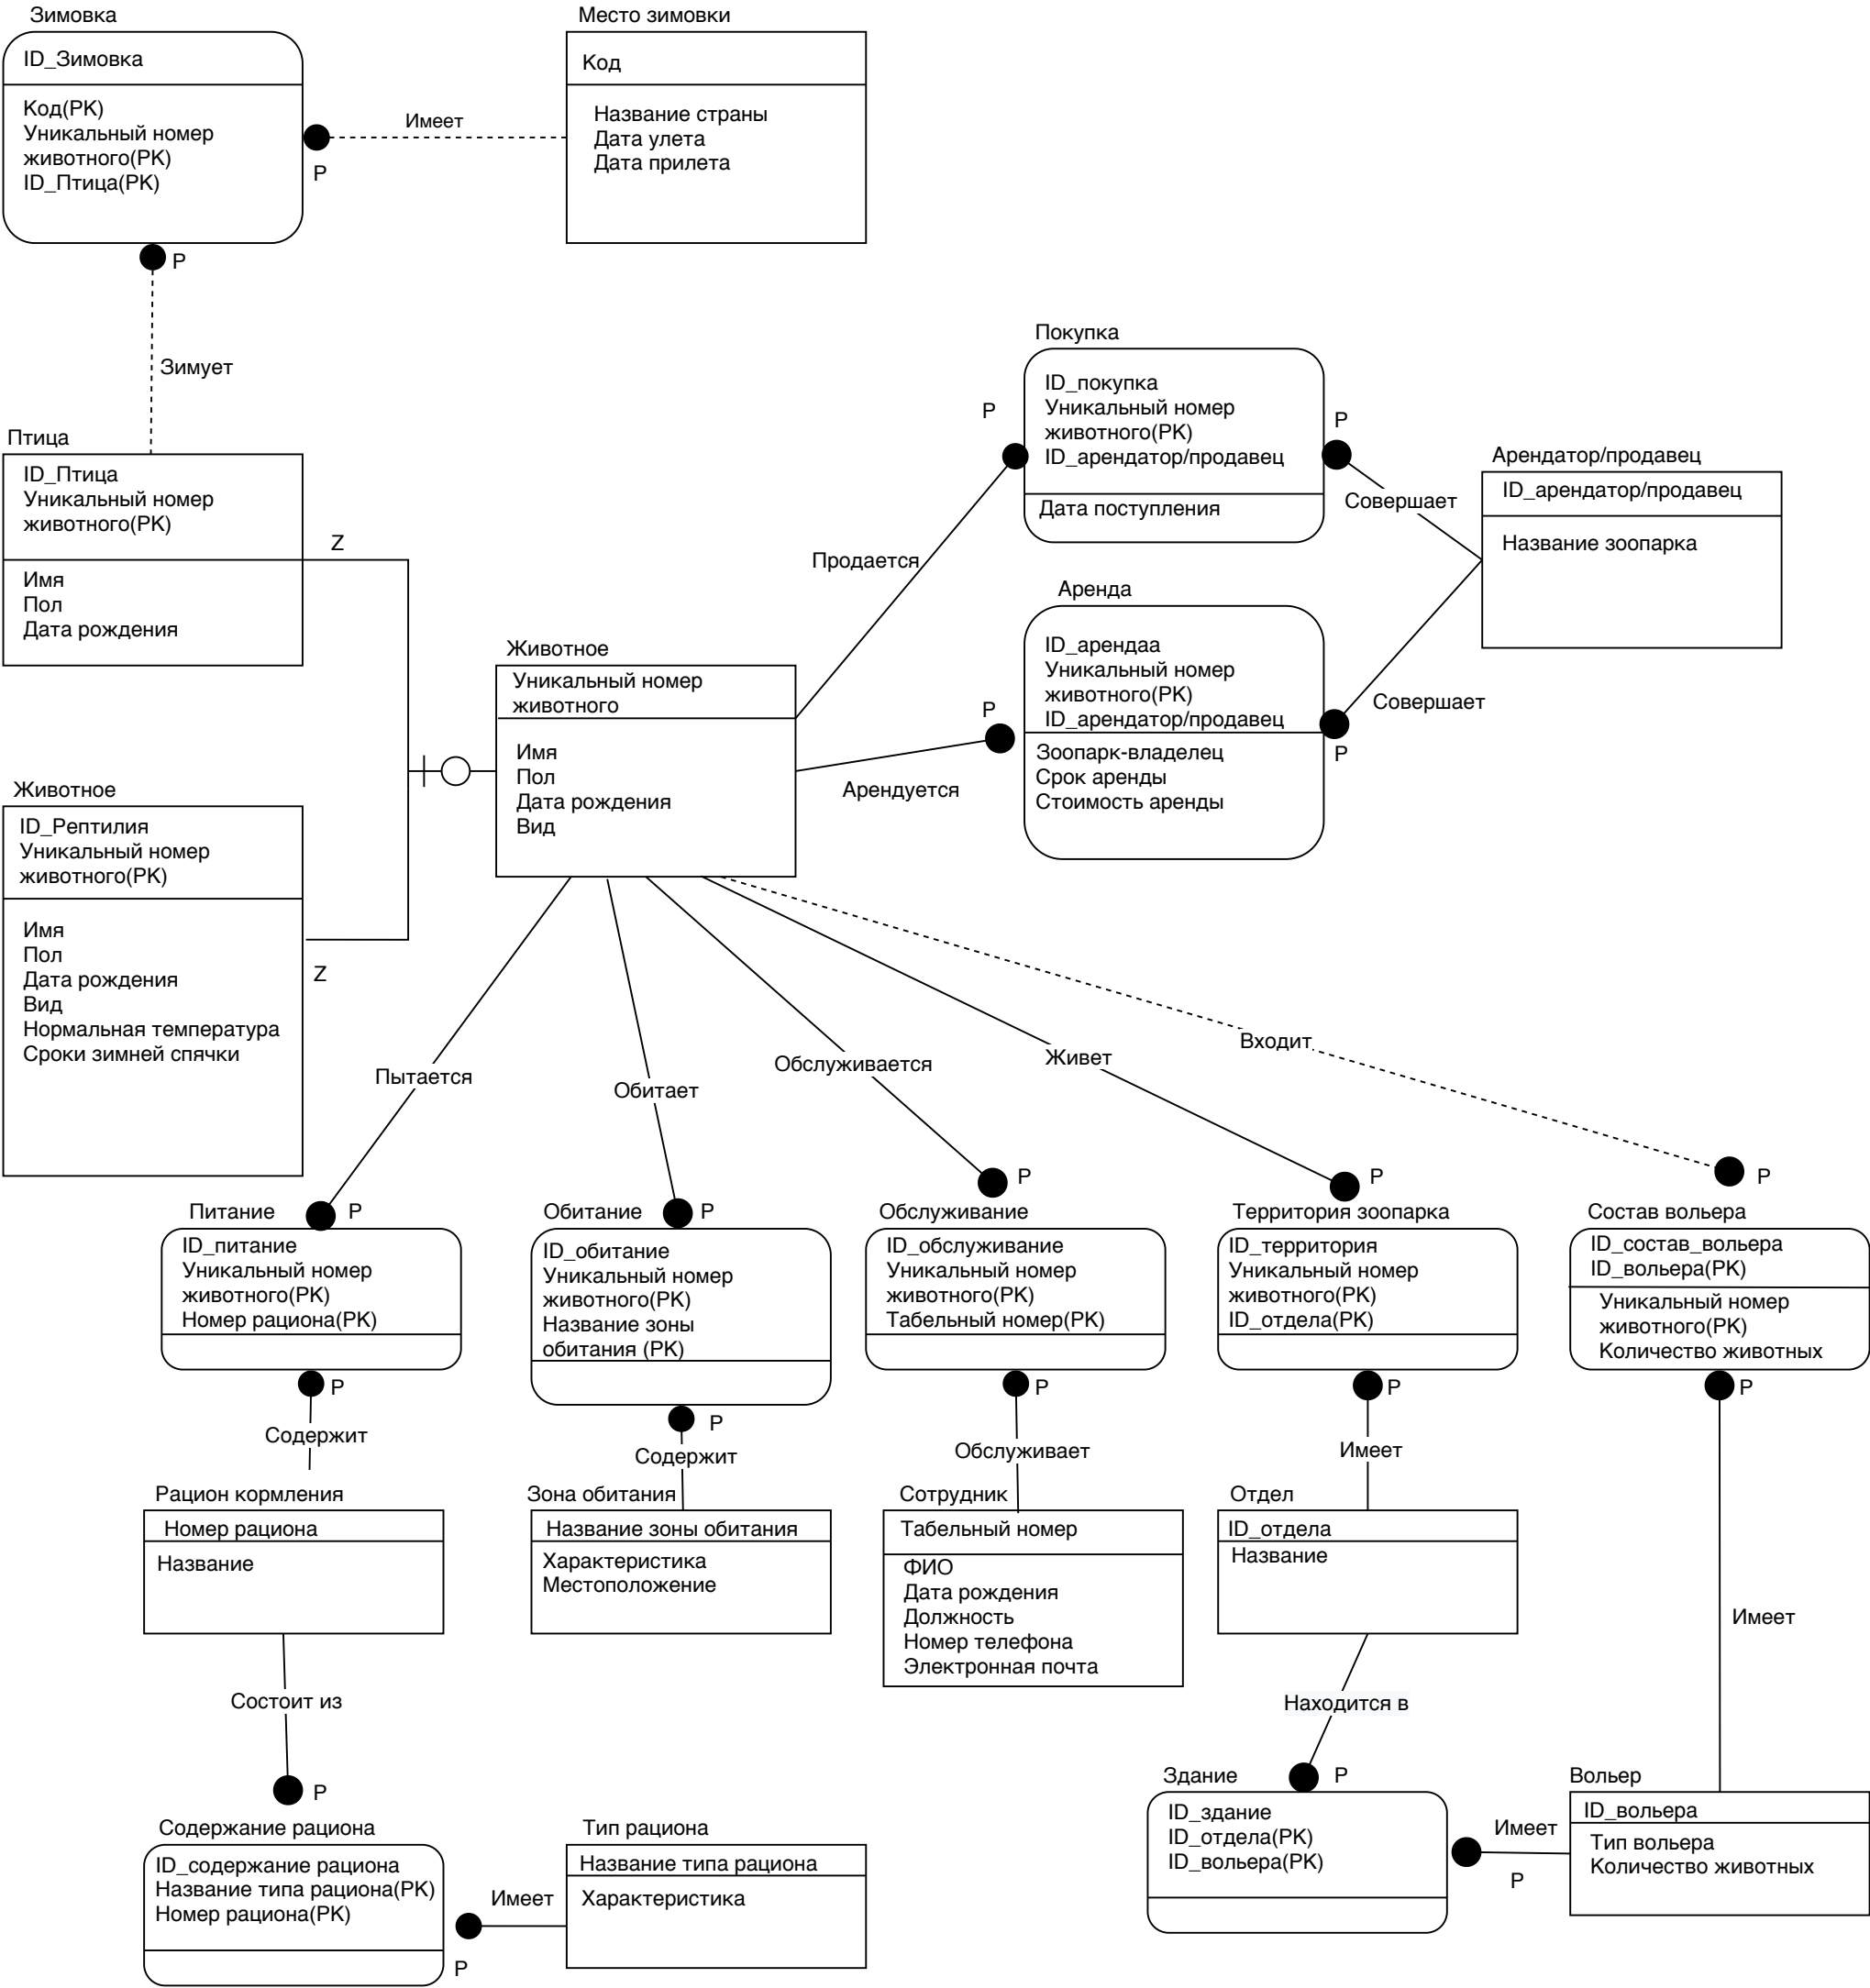 Зимовка
ID_Зимовка
Код(PK)
Уникальный номер
животного(PK)
ID_Птица(PK)
Р
Имеет
Место зимовки
Код
Название страны
Дата улета
Дата прилета
Р
Зимует
Птица
ID_Птица
Уникальный номер
животного(PK)
Имя
Пол
Дата рождения
Z
Животное
ID_Рептилия
Уникальный номер
животного(PK)
Имя
Пол
Дата рождения
Вид
Нормальная температура
Сроки зимней спячки
Z
Животное
Уникальный номер
животного
Имя
Пол
Дата рождения
Вид
Продается
Р
Арендуется
Р
Покупка
ID_покупка
Уникальный номер
животного(PK)
ID_арендатор/продавец
Дата поступления
Р
Совершает
Аренда
ID_арендаа
Уникальный номер
животного(PK)
ID_арендатор/продавец
Зоопарк-владелец
Срок аренды
Стоимость аренды
Р
Совершает
Арендатор/продавец
ID_арендатор/продавец
Название зоопарка
Пытается
Обитает
Обслуживается
Живет
Входит
Питание
Р
ID_питание
Уникальный номер
животного(PK)
Номер рациона(PK)
Р
Содержит
Обитание
Р
ID_обитание
Уникальный номер
животного(PK)
Название зоны
обитания (PK)
Р
Содержит
Обслуживание
Р
ID_обслуживание
Уникальный номер
животного(PK)
Табельный номер(PK)
Р
Обслуживает
Территория зоопарка
Р
ID_территория
Уникальный номер
животного(PK)
ID_отдела(PK)
Р
Имеет
Состав вольера
Р
ID_состав_вольера
ID_вольера(PK)
Уникальный номер
животного(PK)
Количество животных
Р
Имеет
Рацион кормления
Номер рациона
Название
Состоит из
Р
Зона обитания
Название зоны обитания
Характеристика
Местоположение
Сотрудник
Табельный номер
ФИО
Дата рождения
Должность
Номер телефона
Электронная почта
Отдел
ID_отдела
Название
Находится в
Р
Содержание рациона
ID_содержание рациона
Название типа рациона(PK)
Номер рациона(PK)
Имеет
Р
Тип рациона
Название типа рациона
Характеристика
Здание
ID_здание
ID_отдела(PK)
ID_вольера(PK)
Имеет
Р
Вольер
ID_вольера
Тип вольера
Количество животных